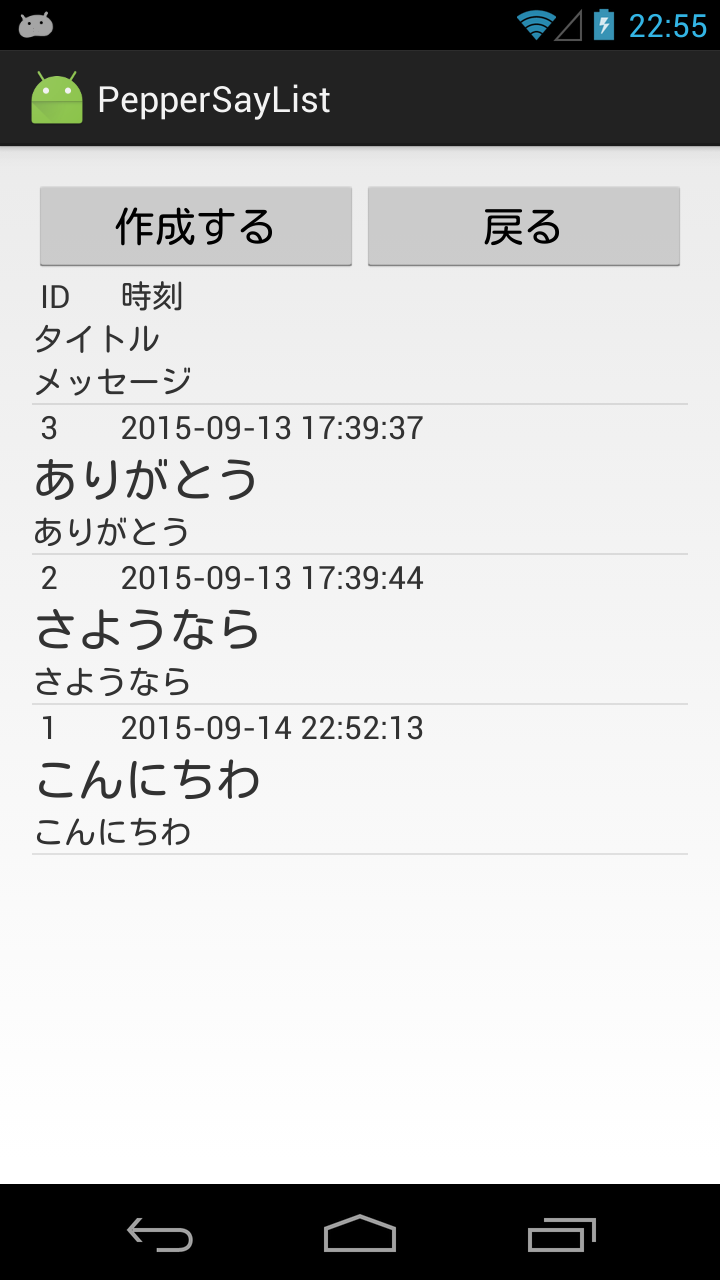 22:55
PepperSayList
作成する 戻る
ID 時刻
タイトル
メッセージ
3 2015-09-13 17:39:37
ありがとう
ありがとう
2 2015-09-13 17:39:44
さようなら
さようなら
1 2015-09-14 22:52:13
こんにちわ
こんにちわ